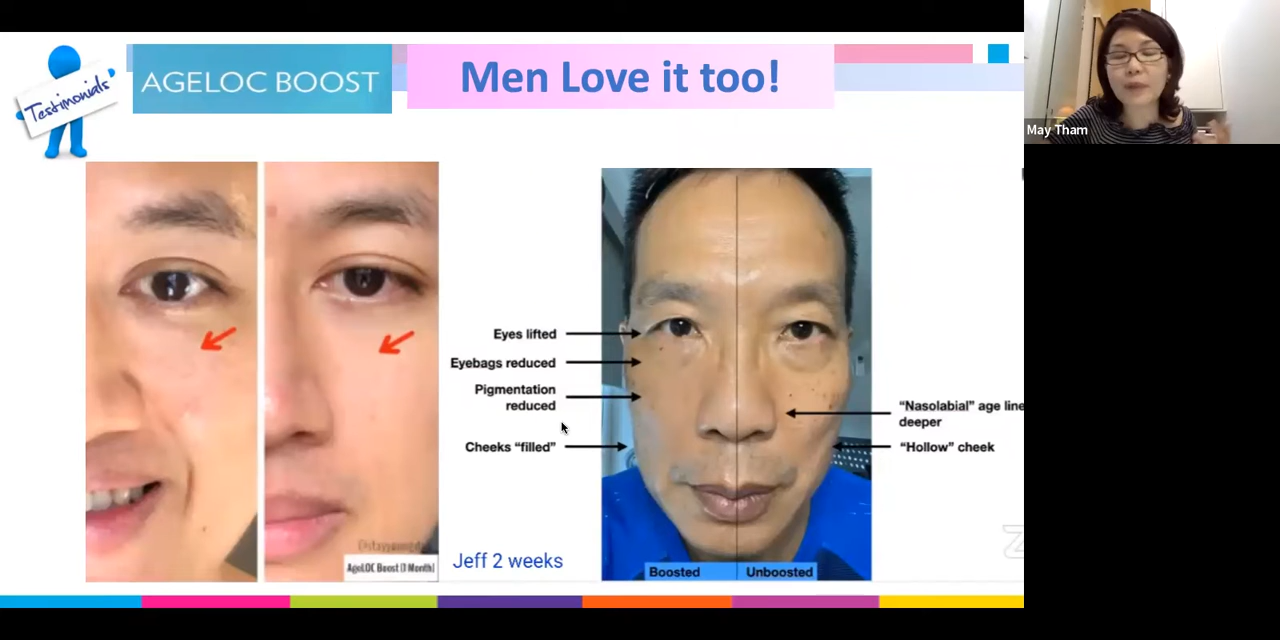 Testimonials
AGELOC BOOST
Men Love it too!
May Tham
Eyes lifted
Eyebags reduced
Pigmentation
reduced
Cheeks “filled”
“Nasolabial” age line
deeper
“Hollow” cheek
AgeLOC Boost (1 Month)
Jeff 2 weeks
Boosted
Unboosted